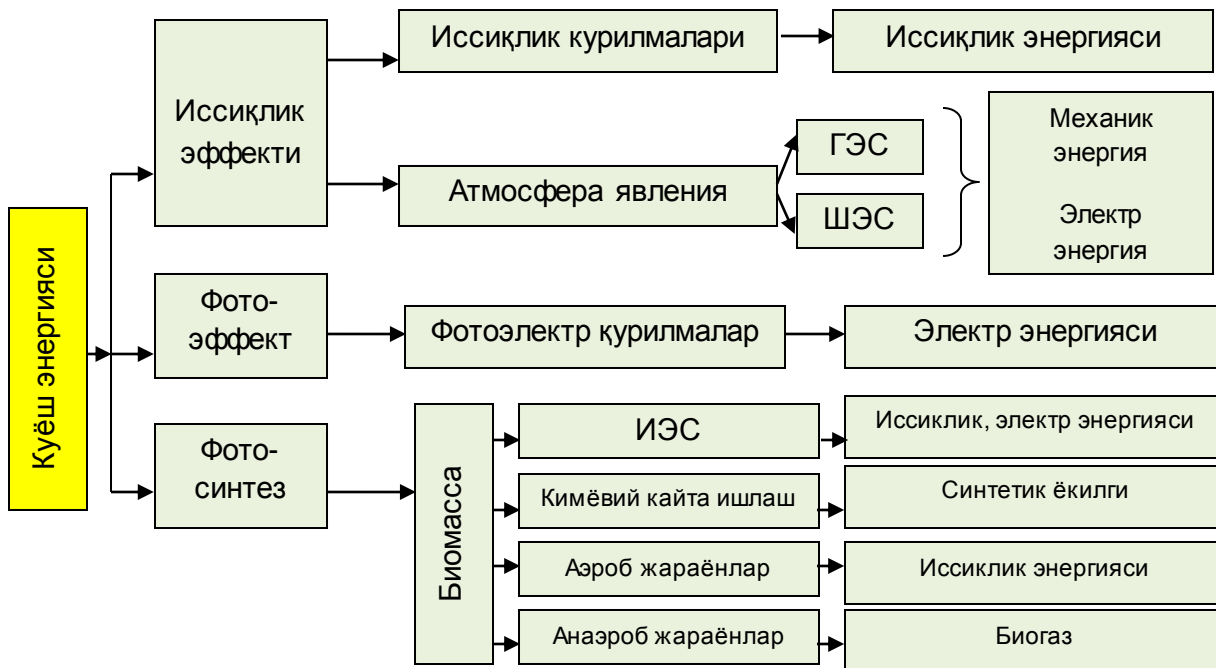 Куёш энергияси
Иссиқлик
эффекти
Иссиқлик курилмалари
Иссиқлик энергияси
Атмосфера явления
ГЭС
ШЭС
Механик
энергия
Электр
энергия
Фото-
эффект
Фотоэлектр қурилмалар
Электр энергияси
Фото-
синтез
Биомасса
ИЭС
Иссиклик, электр энергияси
Кимёвий кайта ишлаш
Синтетик ёкилги
Аэроб жараёнлар
Иссиклик энергияси
Анаэроб жараёнлар
Биогаз